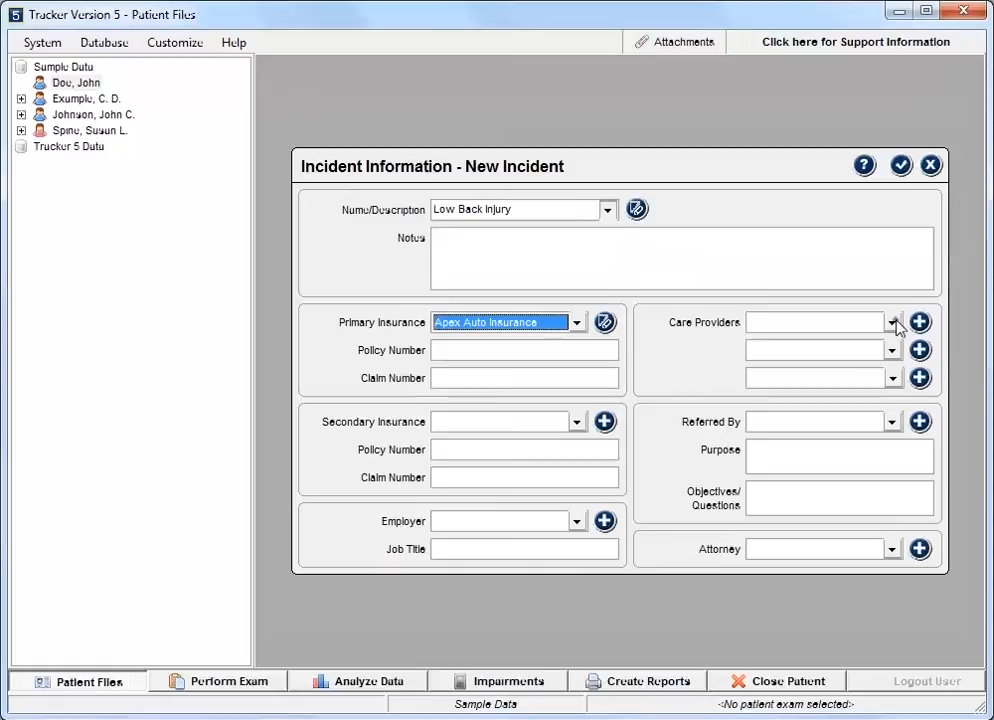 5 Tracker Version 5 - Patient Files
System Database Customize Help
Attachments
Click here for Support Information
Sample Data
Doe, John
Example, C. D.
Johnson, John C.
Spine, Susan L.
Tracker 5 Data
Incident Information - New Incident
?
Name/Description Low Back Injury
Notes
Primary Insurance Apex Auto Insurance
Policy Number
Claim Number
Care Providers
Secondary Insurance
Policy Number
Claim Number
Referred By
Purpose
Objectives/
Questions
Employer
Job Title
Attorney
Patient Files Perform Exam Analyze Data Impairments Create Reports Close Patient Logout User
Sample Data
<No patient exam selected>